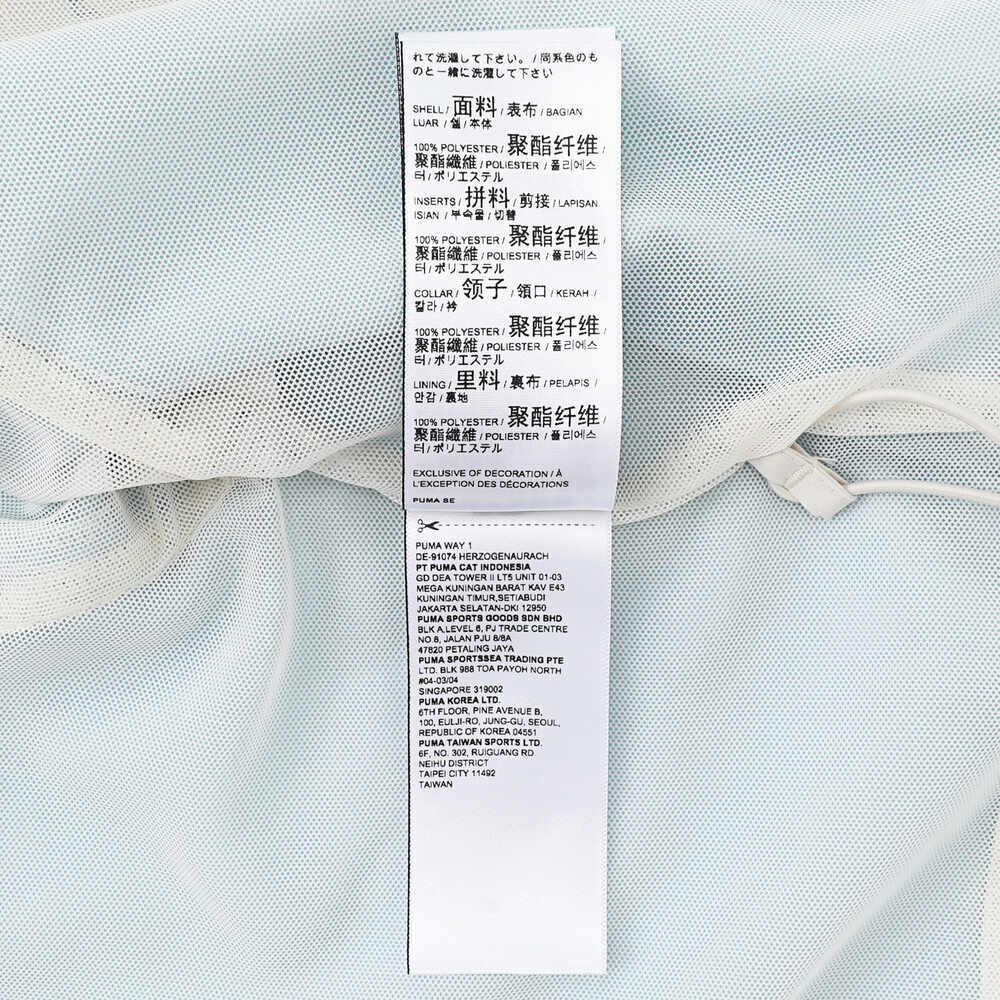 れて洗濯して下さい。/ 同系色のも
のと一緒に洗濯して下さい
SHELL / 面料 / 表布 / BAGIAN
LUAR / 쉘 / 本体
100% POLYESTER / 聚酯纤维 /
聚酯纖維 / POLIESTER / 폴리에스
터 / ポリエステル
INSERTS / 拼料 / 剪接 / LAPISAN
ISIAN / 부속물 / 切替
100% POLYESTER / 聚酯纤维 /
聚酯纖維 / POLIESTER / 폴리에스
터 / ポリエステル
COLLAR / 领子 / 領口 / KERAH /
칼라 / 衿
100% POLYESTER / 聚酯纤维 /
聚酯纖維 / POLIESTER / 폴리에스
터 / ポリエステル
LINING / 里料 / 裏布 / PELAPIS /
안감 / 裏地
100% POLYESTER / 聚酯纤维 /
聚酯纖維 / POLIESTER / 폴리에스
터 / ポリエステル
EXCLUSIVE OF DECORATION / À
L'EXCEPTION DES DÉCORATIONS
PUMA SE
PUMA WAY 1
DE-91074 HERZOGENAURACH
PT PUMA CAT INDONESIA
GD DEA TOWER II LT5 UNIT 01-03
MEGA KUNINGAN BARAT KAV E43
KUNINGAN TIMUR,SETIABUDI
JAKARTA SELATAN-DKI 12950
PUMA SPORTS GOODS SDN BHD
BLK A,LEVEL 6, PJ TRADE CENTRE
NO.8, JALAN PJU 8/8A
47820 PETALING JAYA
PUMA SPORTSSEA TRADING PTE
LTD. BLK 988 TOA PAYOH NORTH
#04-03/04
SINGAPORE 319002
PUMA KOREA LTD.
6TH FLOOR, PINE AVENUE B,
100, EULJI-RO, JUNG-GU, SEOUL,
REPUBLIC OF KOREA 04551
PUMA TAIWAN SPORTS LTD.
6F, NO. 302, RUIGUANG RD
NEIHU DISTRICT
TAIPEI CITY 11492
TAIWAN